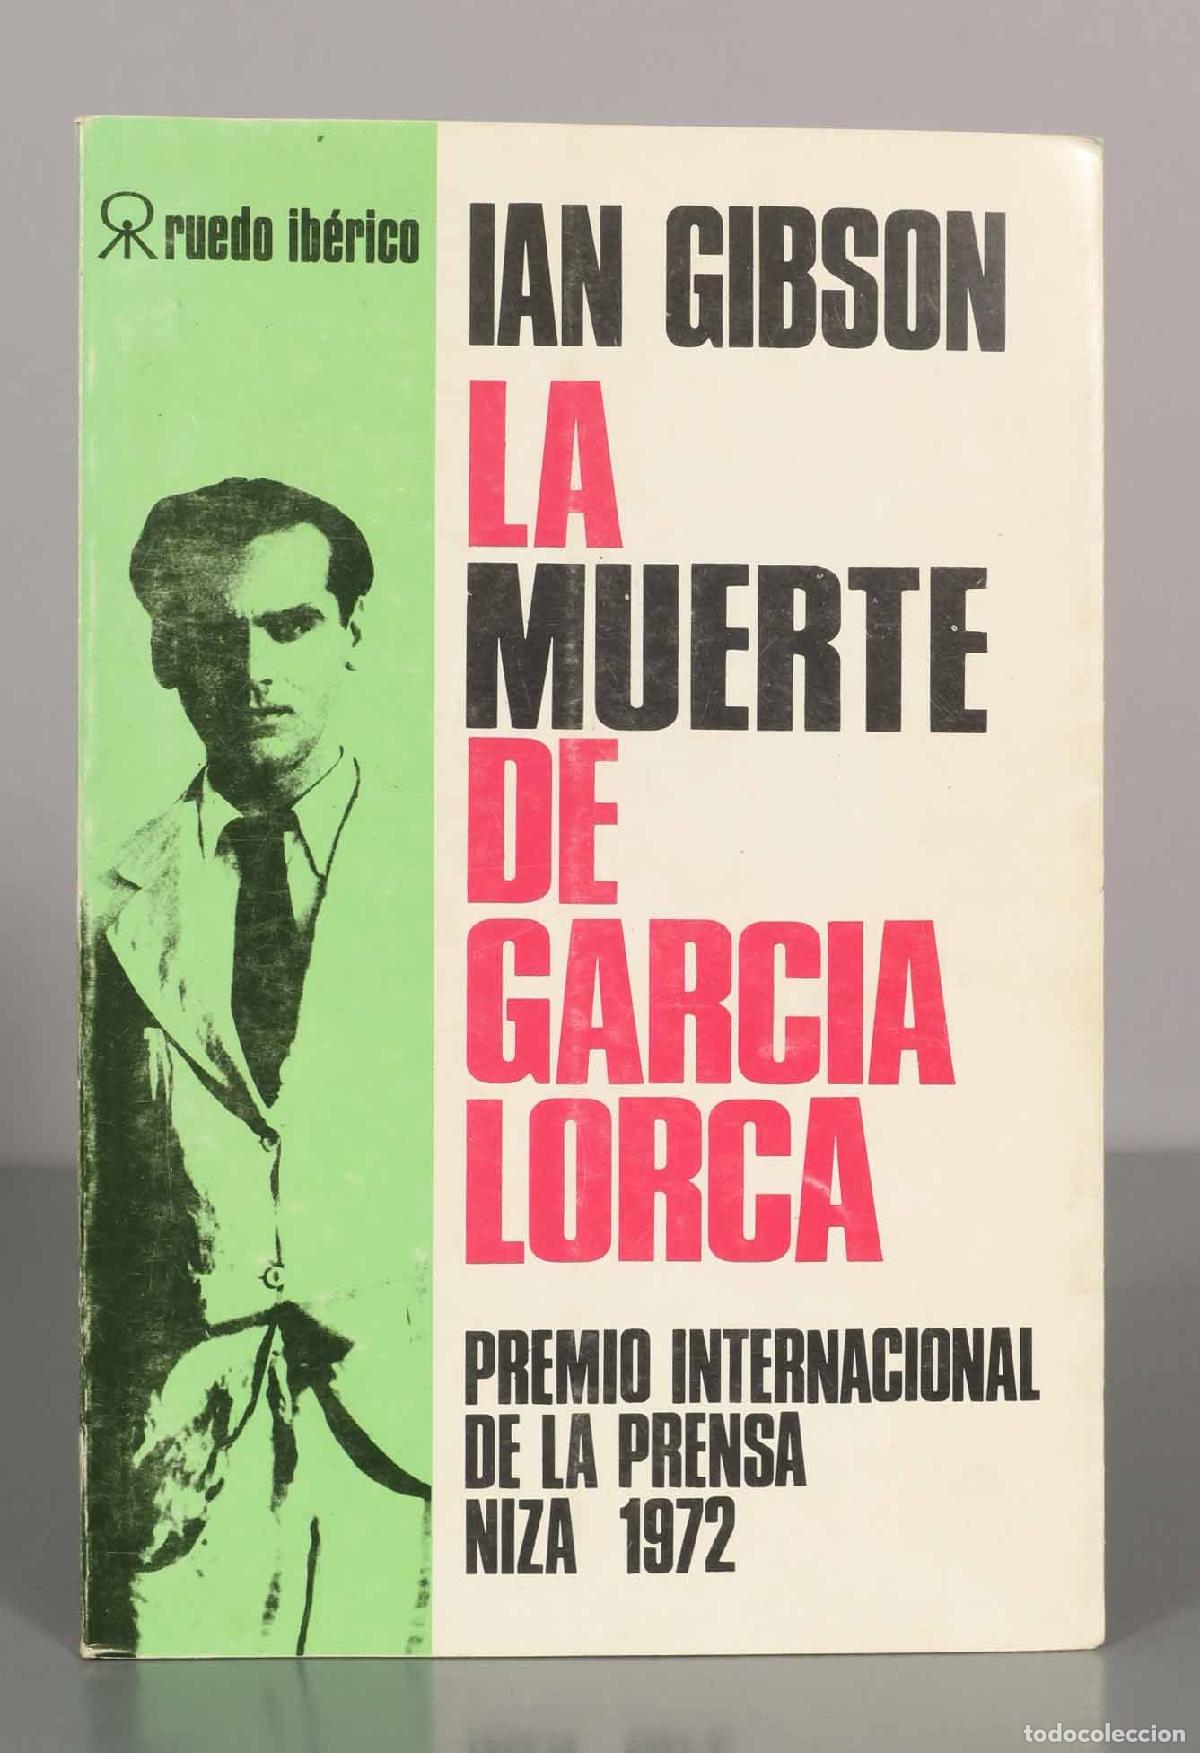 ruedo ibérico
IAN GIBSON
LA
MUERTE
DE
GARCIA
LORCA
PREMIO INTERNACIONAL
DE LA PRENSA
NIZA 1972
todocoleccion